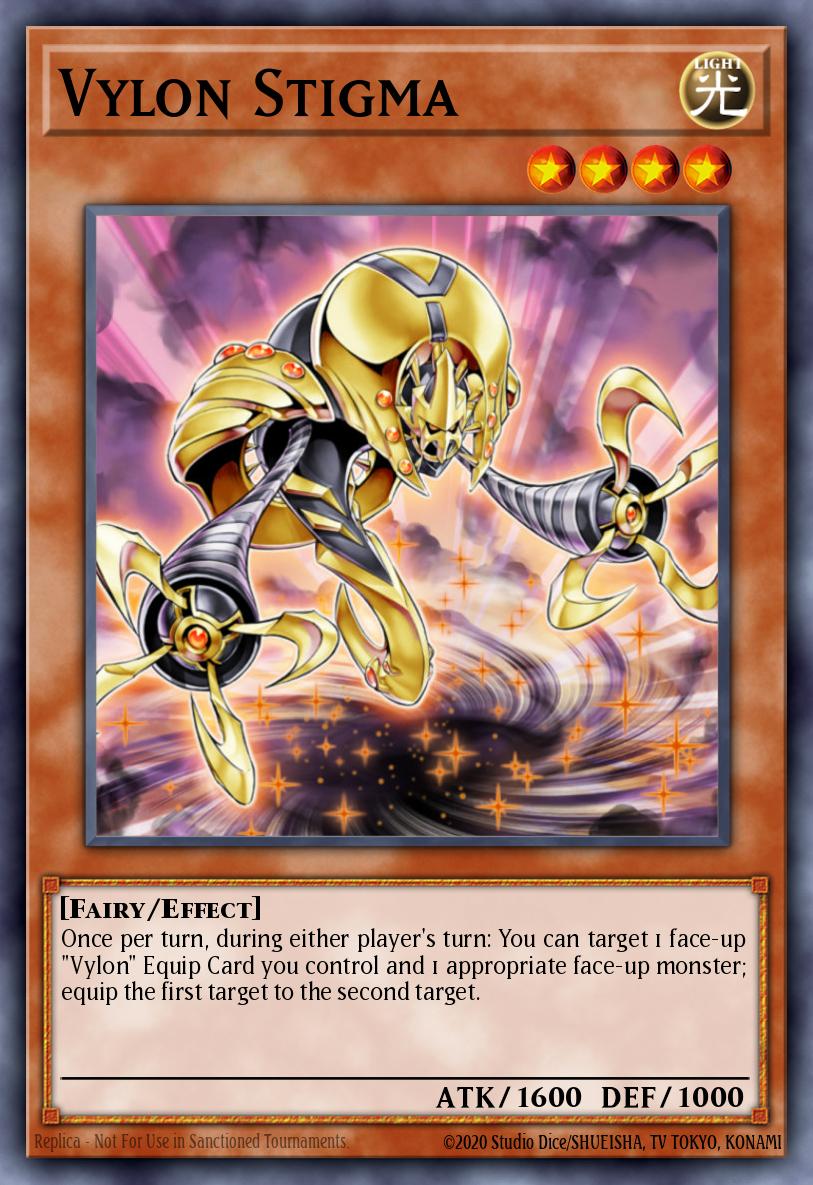 Vylon Stigma
LIGHT
光
[Fairy/Effect]
Once per turn, during either player's turn: You can target 1 face-up
"Vylon" Equip Card you control and 1 appropriate face-up monster;
equip the first target to the second target.
ATK/1600 DEF/1000
Replica - Not For Use in Sanctioned Tournaments.
©2020 Studio Dice/SHUEISHA, TV TOKYO, KONAMI